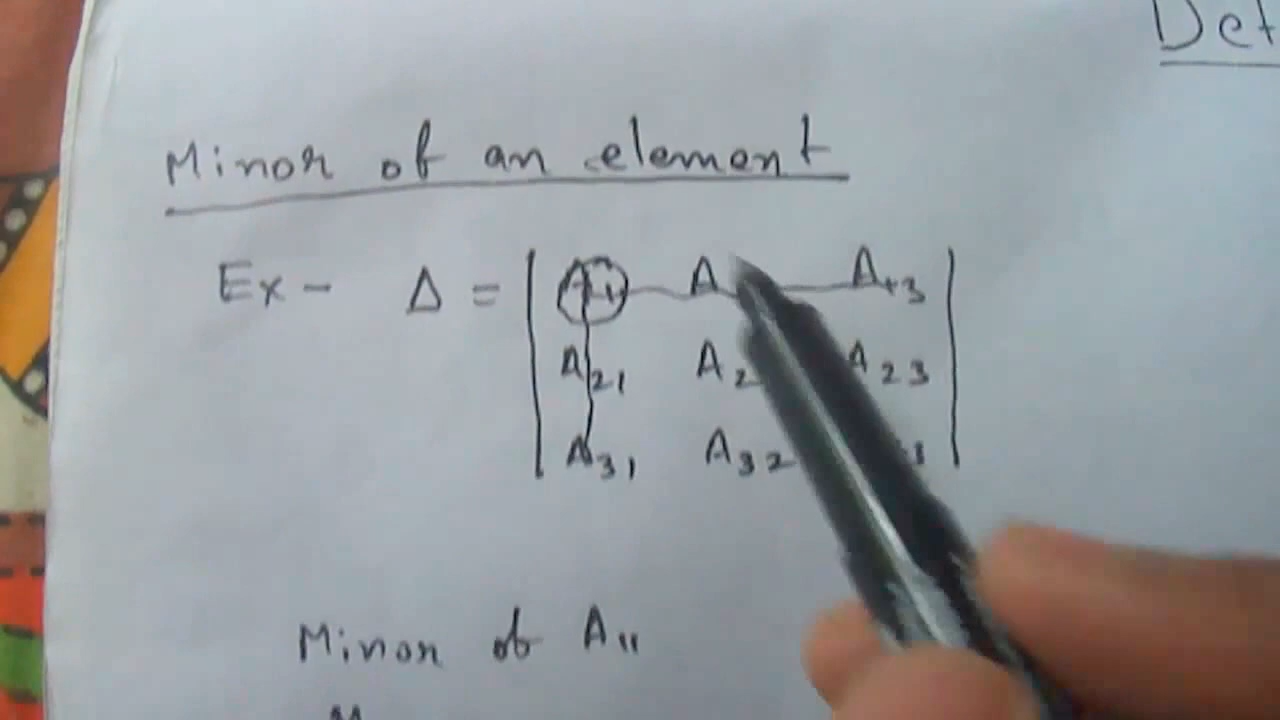 Det
Minor of an element
Ex - Δ = | A11 A A13 |
A21 A2 A23
A31 A32
Minor of A11
M